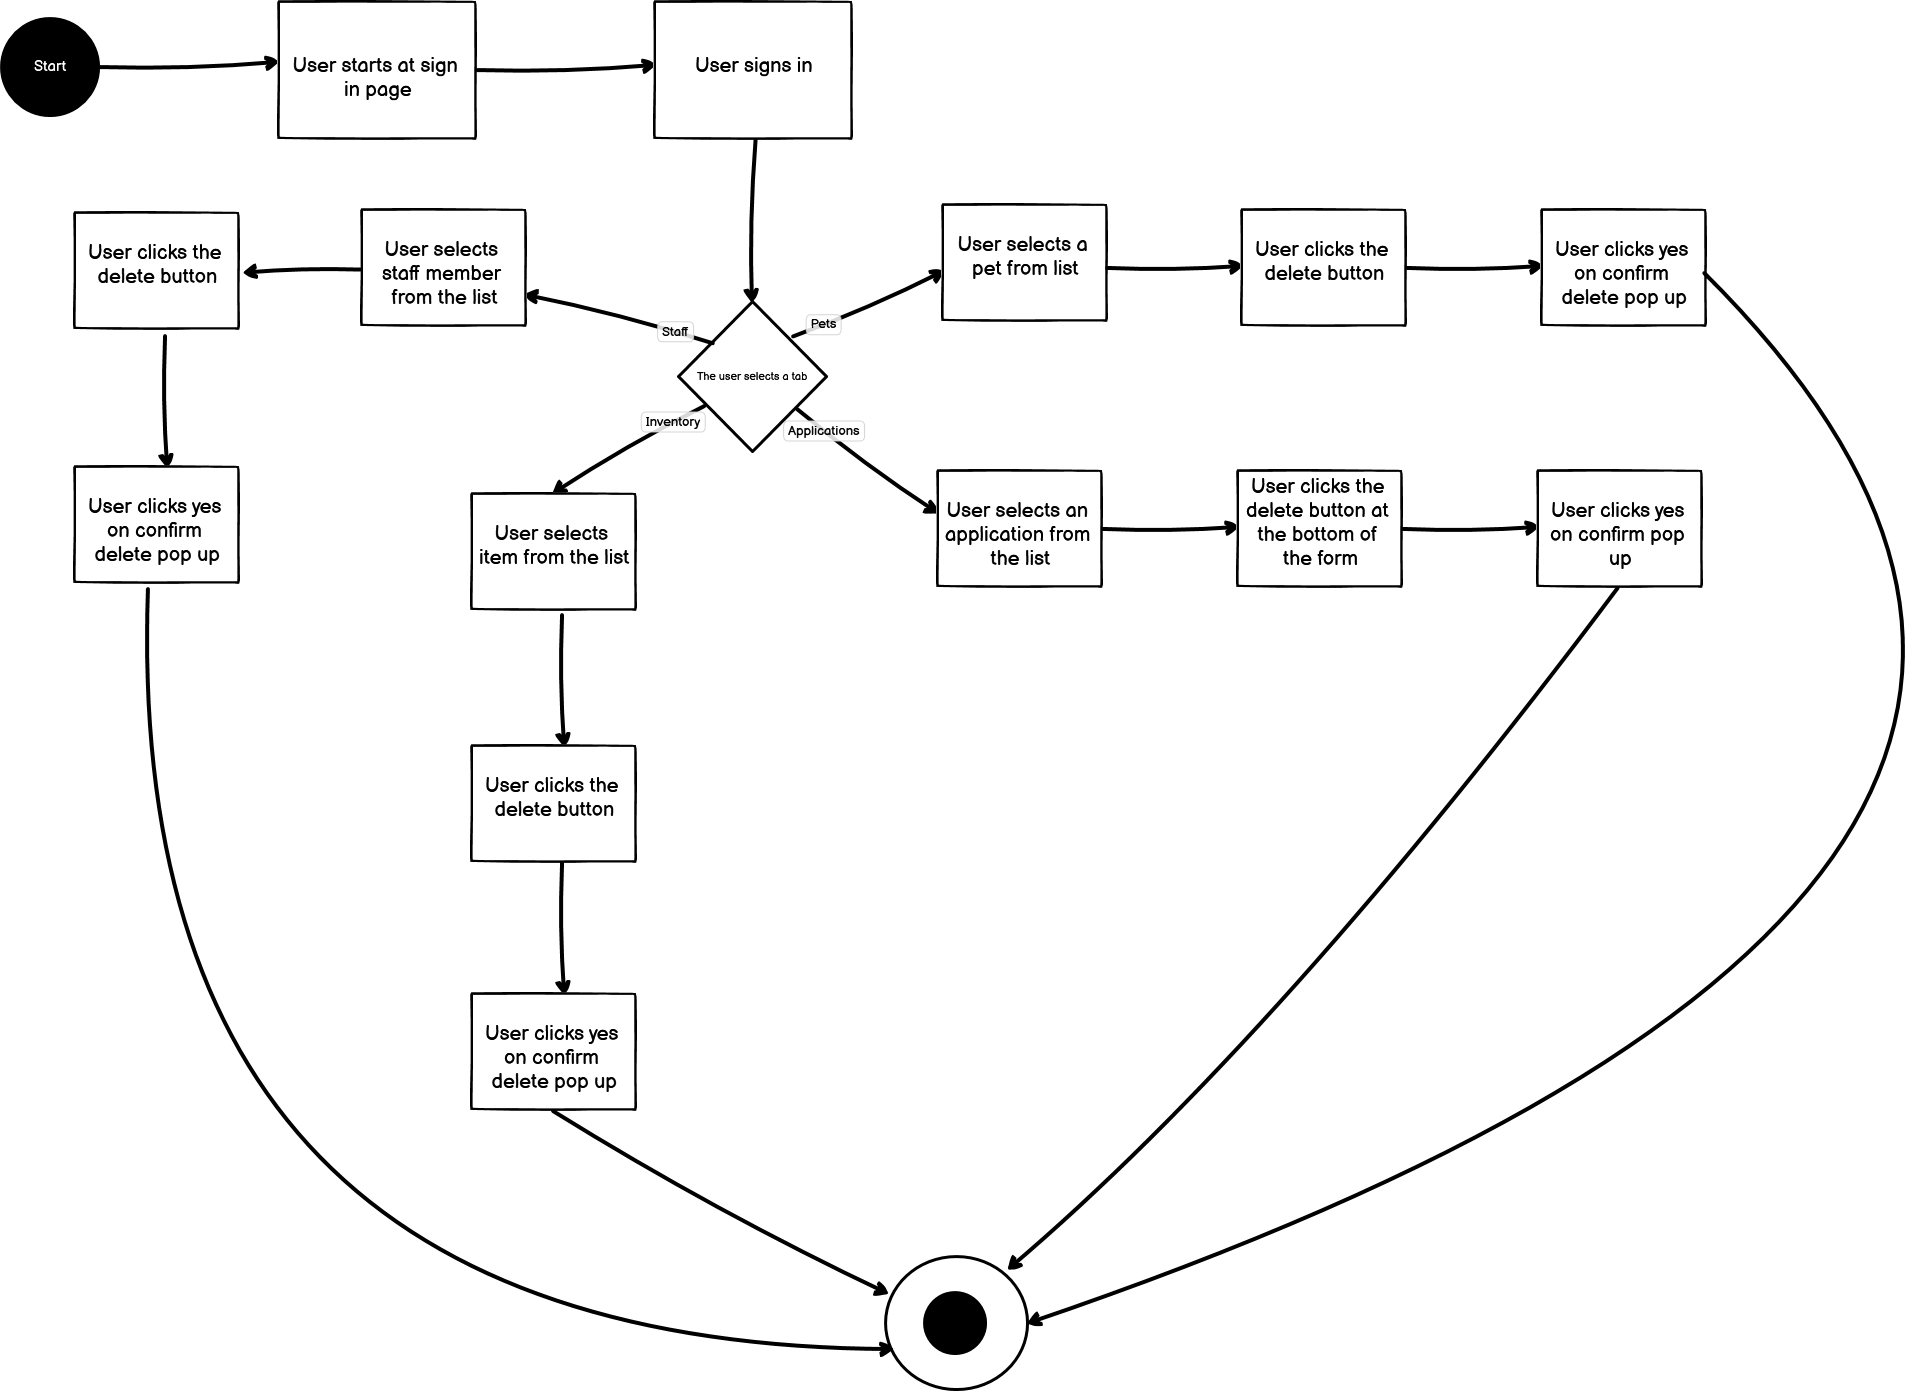 Start
User starts at sign
in page
User signs in
User clicks the
delete button
User selects
staff member
from the list
User selects a
pet from list
User clicks the
delete button
User clicks yes
on confirm
delete pop up
Staff
Pets
The user selects a tab
Inventory
Applications
User clicks yes
on confirm
delete pop up
User selects
item from the list
User selects an
application from
the list
User clicks the
delete button at
the bottom of
the form
User clicks yes
on confirm pop
up
User clicks the
delete button
User clicks yes
on confirm
delete pop up